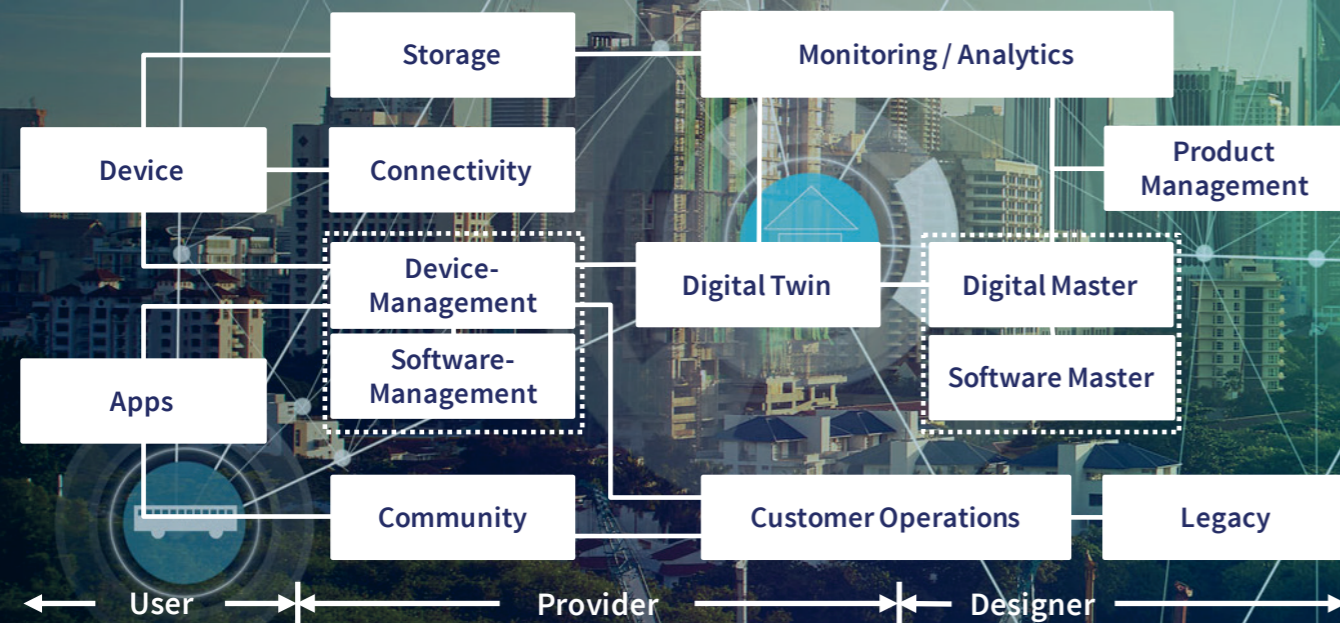 Storage
Monitoring / Analytics
Device
Connectivity
Product
Management
Device-
Management
Digital Twin
Digital Master
Software-
Management
Software Master
Apps
Community
Customer Operations
Legacy
User
Provider
Designer